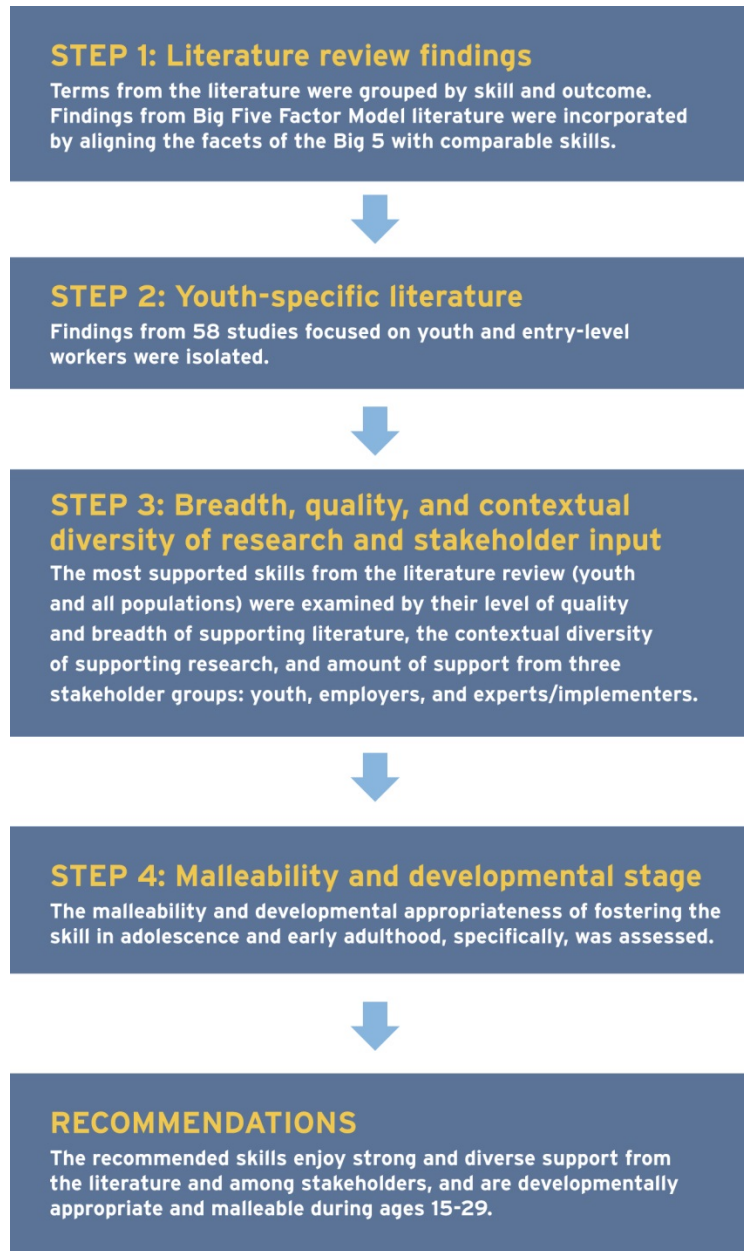 STEP 1: Literature review findings
Terms from the literature were grouped by skill and outcome.
Findings from Big Five Factor Model literature were incorporated
by aligning the facets of the Big 5 with comparable skills.
STEP 2: Youth-specific literature
Findings from 58 studies focused on youth and entry-level
workers were isolated.
STEP 3: Breadth, quality, and contextual
diversity of research and stakeholder input
The most supported skills from the literature review (youth
and all populations) were examined by their level of quality
and breadth of supporting literature, the contextual diversity
of supporting research, and amount of support from three
stakeholder groups: youth, employers, and experts/implementers.
STEP 4: Malleability and developmental stage
The malleability and developmental appropriateness of fostering the
skill in adolescence and early adulthood, specifically, was assessed.
RECOMMENDATIONS
The recommended skills enjoy strong and diverse support from
the literature and among stakeholders, and are developmentally
appropriate and malleable during ages 15-29.